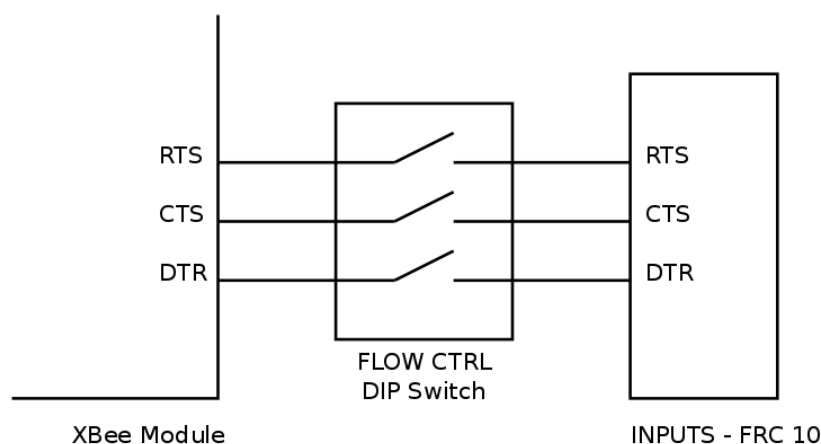 RTS
RTS
CTS
CTS
DTR
DTR
FLOW CTRL
DIP Switch
XBee Module
INPUTS - FRC 10